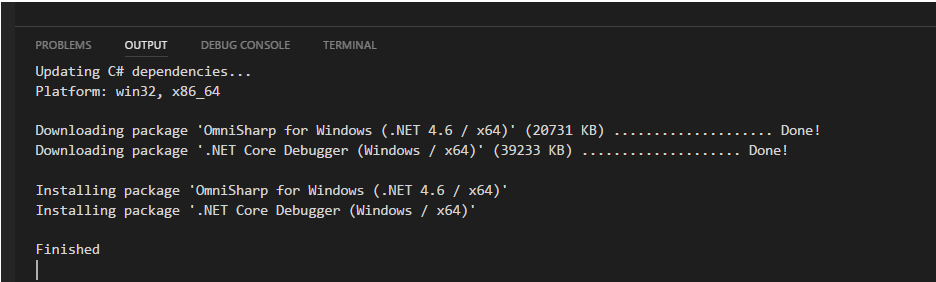 PROBLEMS OUTPUT DEBUG CONSOLE TERMINAL
Updating C# dependencies...
Platform: win32, x86_64
Downloading package 'OmniSharp for Windows (.NET 4.6 / x64)' (20731 KB) .................... Done!
Downloading package '.NET Core Debugger (Windows / x64)' (39233 KB) .................... Done!
Installing package 'OmniSharp for Windows (.NET 4.6 / x64)'
Installing package '.NET Core Debugger (Windows / x64)'
Finished